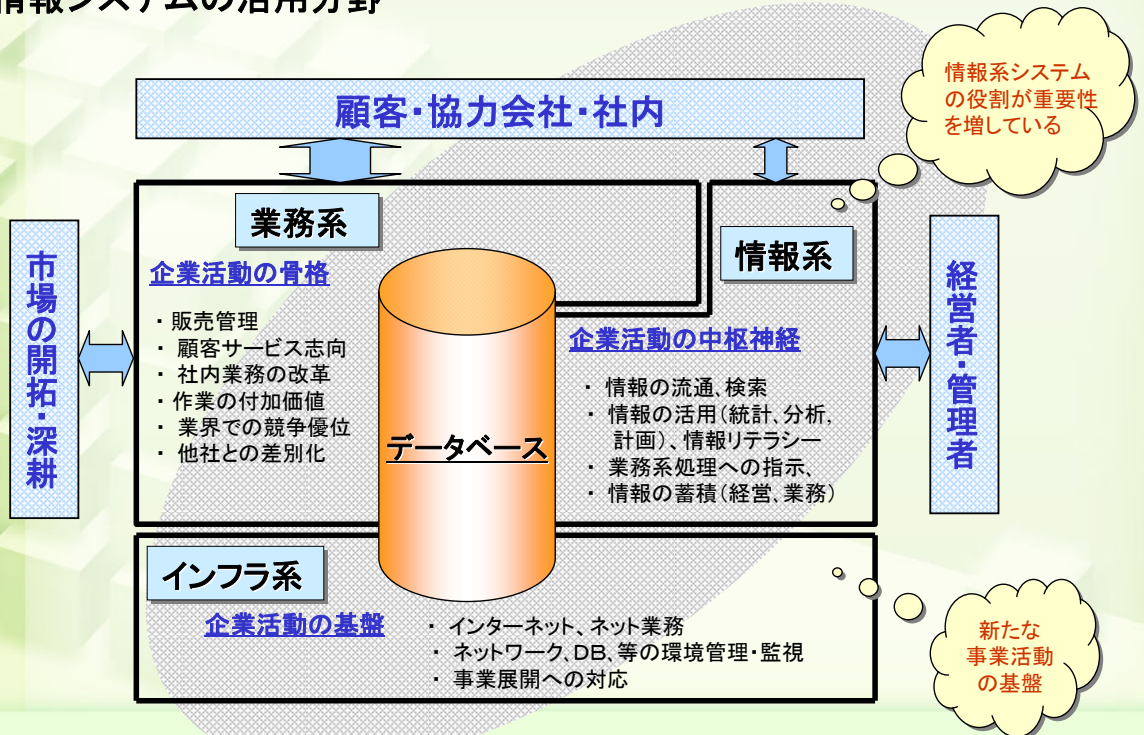 情報システムの活用分野
顧客・協力会社・社内
情報系システム
の役割が重要性
を増している
業務系
企業活動の骨格
・販売管理
・ 顧客サービス志向
・ 社内業務の改革
・作業の付加価値
・ 業界での競争優位
・ 他社との差別化
市場の開拓・深耕
データベース
情報系
企業活動の中枢神経
・ 情報の流通、検索
・ 情報の活用（統計、分析,
計画）、情報リテラシー
・ 業務系処理への指示、
・ 情報の蓄積（経営、業務）
経営者・管理者
インフラ系
企業活動の基盤
・ インターネット、ネット業務
・ ネットワーク、DB、等の環境管理・監視
・ 事業展開への対応
新たな
事業活動
の基盤